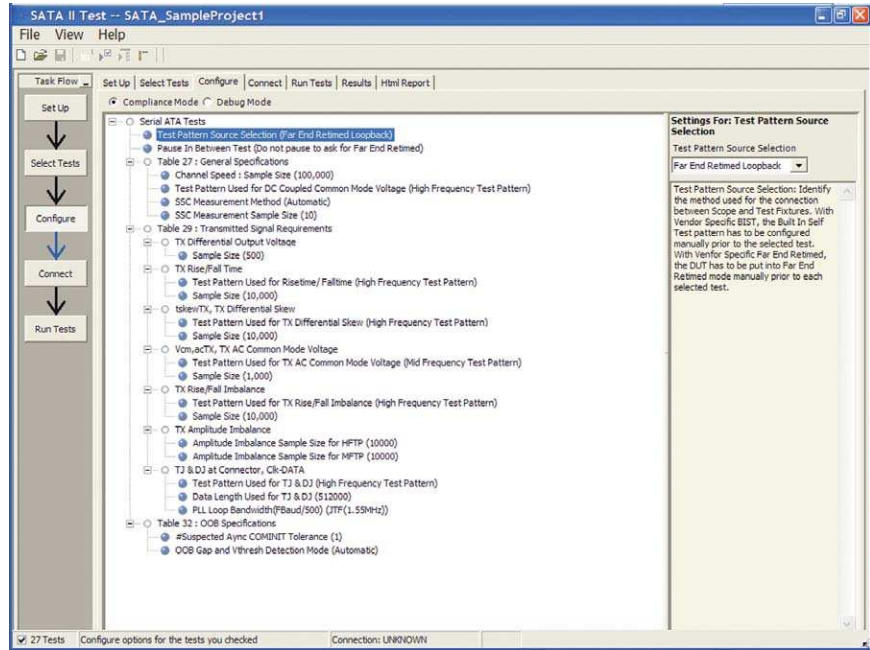 SATA II Test -- SATA_SampleProject1
File View Help
Task Flow
Set Up
Select Tests
Configure
Connect
Run Tests
Set Up | Select Tests | Configure | Connect | Run Tests | Results | Html Report
Compliance Mode Debug Mode
Serial ATA Tests
Test Pattern Source Selection (Far End Retimed Loopback)
Pause In Between Test (Do not pause to ask for Far End Retimed)
Table 27 : General Specifications
Channel Speed : Sample Size (100,000)
Test Pattern Used for DC Coupled Common Mode Voltage (High Frequency Test Pattern)
SSC Measurement Method (Automatic)
SSC Measurement Sample Size (10)
Table 29 : Transmitted Signal Requirements
TX Differential Output Voltage
Sample Size (500)
TX Rise/Fall Time
Test Pattern Used for Risetime/ Falltime (High Frequency Test Pattern)
Sample Size (10,000)
tskewTX, TX Differential Skew
Test Pattern Used for TX Differential Skew (High Frequency Test Pattern)
Sample Size (10,000)
Vcm,acTX, TX AC Common Mode Voltage
Test Pattern Used for TX AC Common Mode Voltage (Mid Frequency Test Pattern)
Sample Size (1,000)
TX Rise/Fall Imbalance
Test Pattern Used for TX Rise/Fall Imbalance (High Frequency Test Pattern)
Sample Size (10,000)
TX Amplitude Imbalance
Amplitude Imbalance Sample Size for HFTP (10000)
Amplitude Imbalance Sample Size for MFTP (10000)
TJ & DJ at Connector, Clk-DATA
Test Pattern Used for TJ & DJ (High Frequency Test Pattern)
Data Length Used for TJ & DJ (512000)
PLL Loop Bandwidth(FBaud/500) (JTF(1.55MHz))
Table 32 : OOB Specifications
#Suspected Aync COMINIT Tolerance (1)
OOB Gap and Vthresh Detection Mode (Automatic)
Settings For: Test Pattern Source
Selection
Test Pattern Source Selection
Far End Retimed Loopback
Test Pattern Source Selection: Identify
the method used for the connection
between Scope and Test Fixtures. With
Vendor Specific BIST, the Built In Self
Test pattern has to be configured
manually prior to the selected test.
With Venfor Specific Far End Retimed,
the DUT has to be put into Far End
Retimed mode manually prior to each
selected test.
27 Tests Configure options for the tests you checked Connection: UNKNOWN